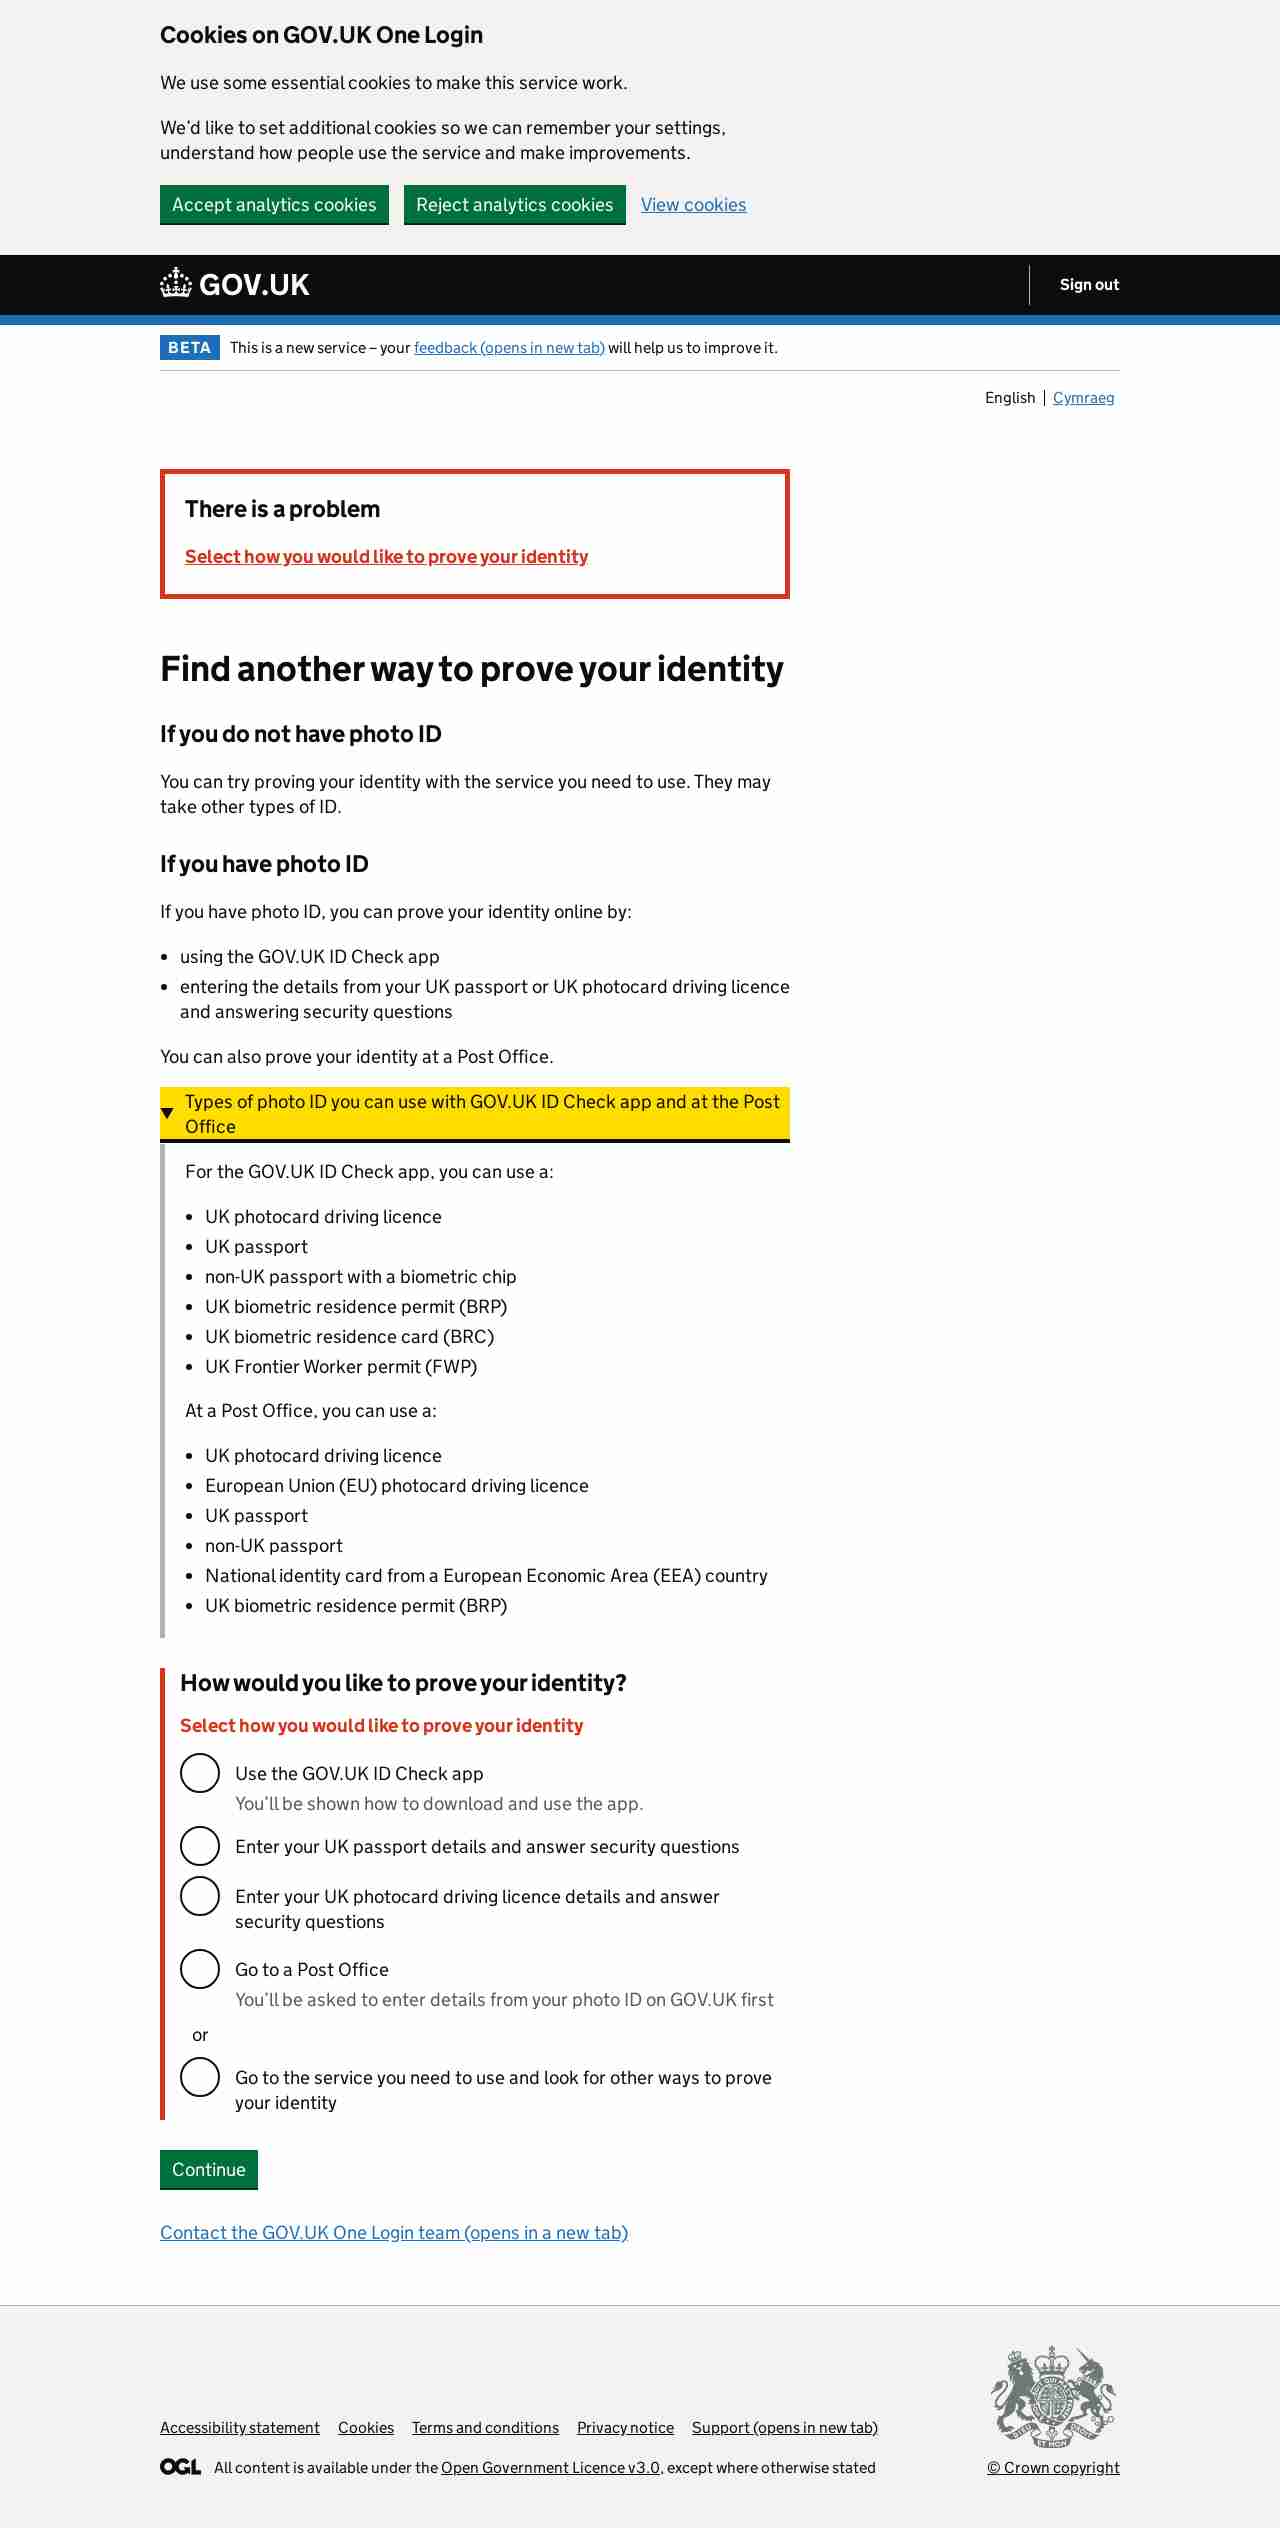 Cookies on GOV.UK One Login
We use some essential cookies to make this service work.
We'd like to set additional cookies so we can remember your settings,
understand how people use the service and make improvements.
Accept analytics cookies Reject analytics cookies View cookies
GOV.UK Sign out
BETA This is a new service – your feedback (opens in new tab) will help us to improve it.
English Cymraeg
There is a problem
Select how you would like to prove your identity
Find another way to prove your identity
If you do not have photo ID
You can try proving your identity with the service you need to use. They may
take other types of ID.
If you have photo ID
If you have photo ID, you can prove your identity online by:
• using the GOV.UK ID Check app
• entering the details from your UK passport or UK photocard driving licence
and answering security questions
You can also prove your identity at a Post Office.
Types of photo ID you can use with GOV.UK ID Check app and at the Post
Office
For the GOV.UK ID Check app, you can use a:
• UK photocard driving licence
• UK passport
• non-UK passport with a biometric chip
• UK biometric residence permit (BRP)
• UK biometric residence card (BRC)
• UK Frontier Worker permit (FWP)
At a Post Office, you can use a:
• UK photocard driving licence
• European Union (EU) photocard driving licence
• UK passport
• non-UK passport
• National identity card from a European Economic Area (EEA) country
• UK biometric residence permit (BRP)
How would you like to prove your identity?
Select how you would like to prove your identity
Use the GOV.UK ID Check app
You'll be shown how to download and use the app.
Enter your UK passport details and answer security questions
Enter your UK photocard driving licence details and answer
security questions
Go to a Post Office
You'll be asked to enter details from your photo ID on GOV.UK first
or
Go to the service you need to use and look for other ways to prove
your identity
Continue
Contact the GOV.UK One Login team (opens in a new tab)
Accessibility statement Cookies Terms and conditions Privacy notice Support (opens in new tab)
OGL All content is available under the Open Government Licence v3.0, except where otherwise stated
© Crown copyright